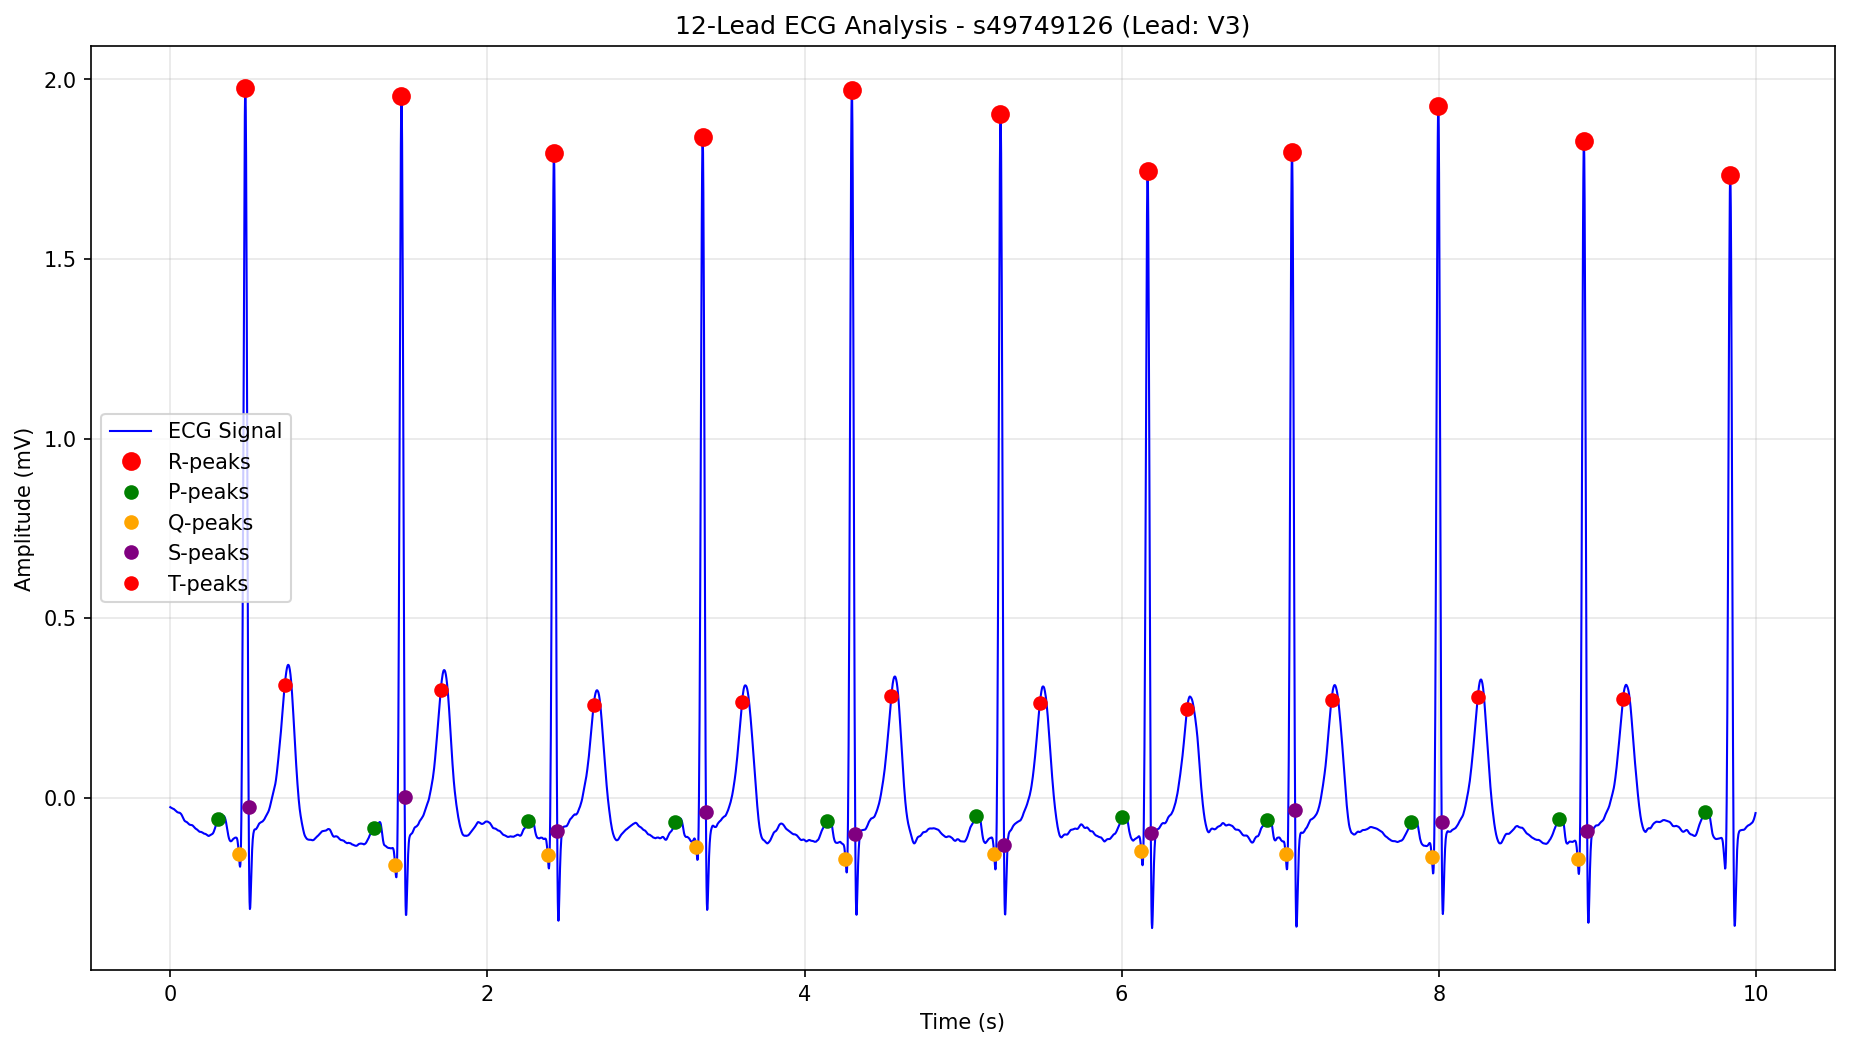 12-Lead ECG Analysis - s49749126 (Lead: V3)
Amplitude (mV)
2.0
1.5
1.0
0.5
0.0
ECG Signal
R-peaks
P-peaks
Q-peaks
S-peaks
T-peaks
0 2 4 6 8 10
Time (s)